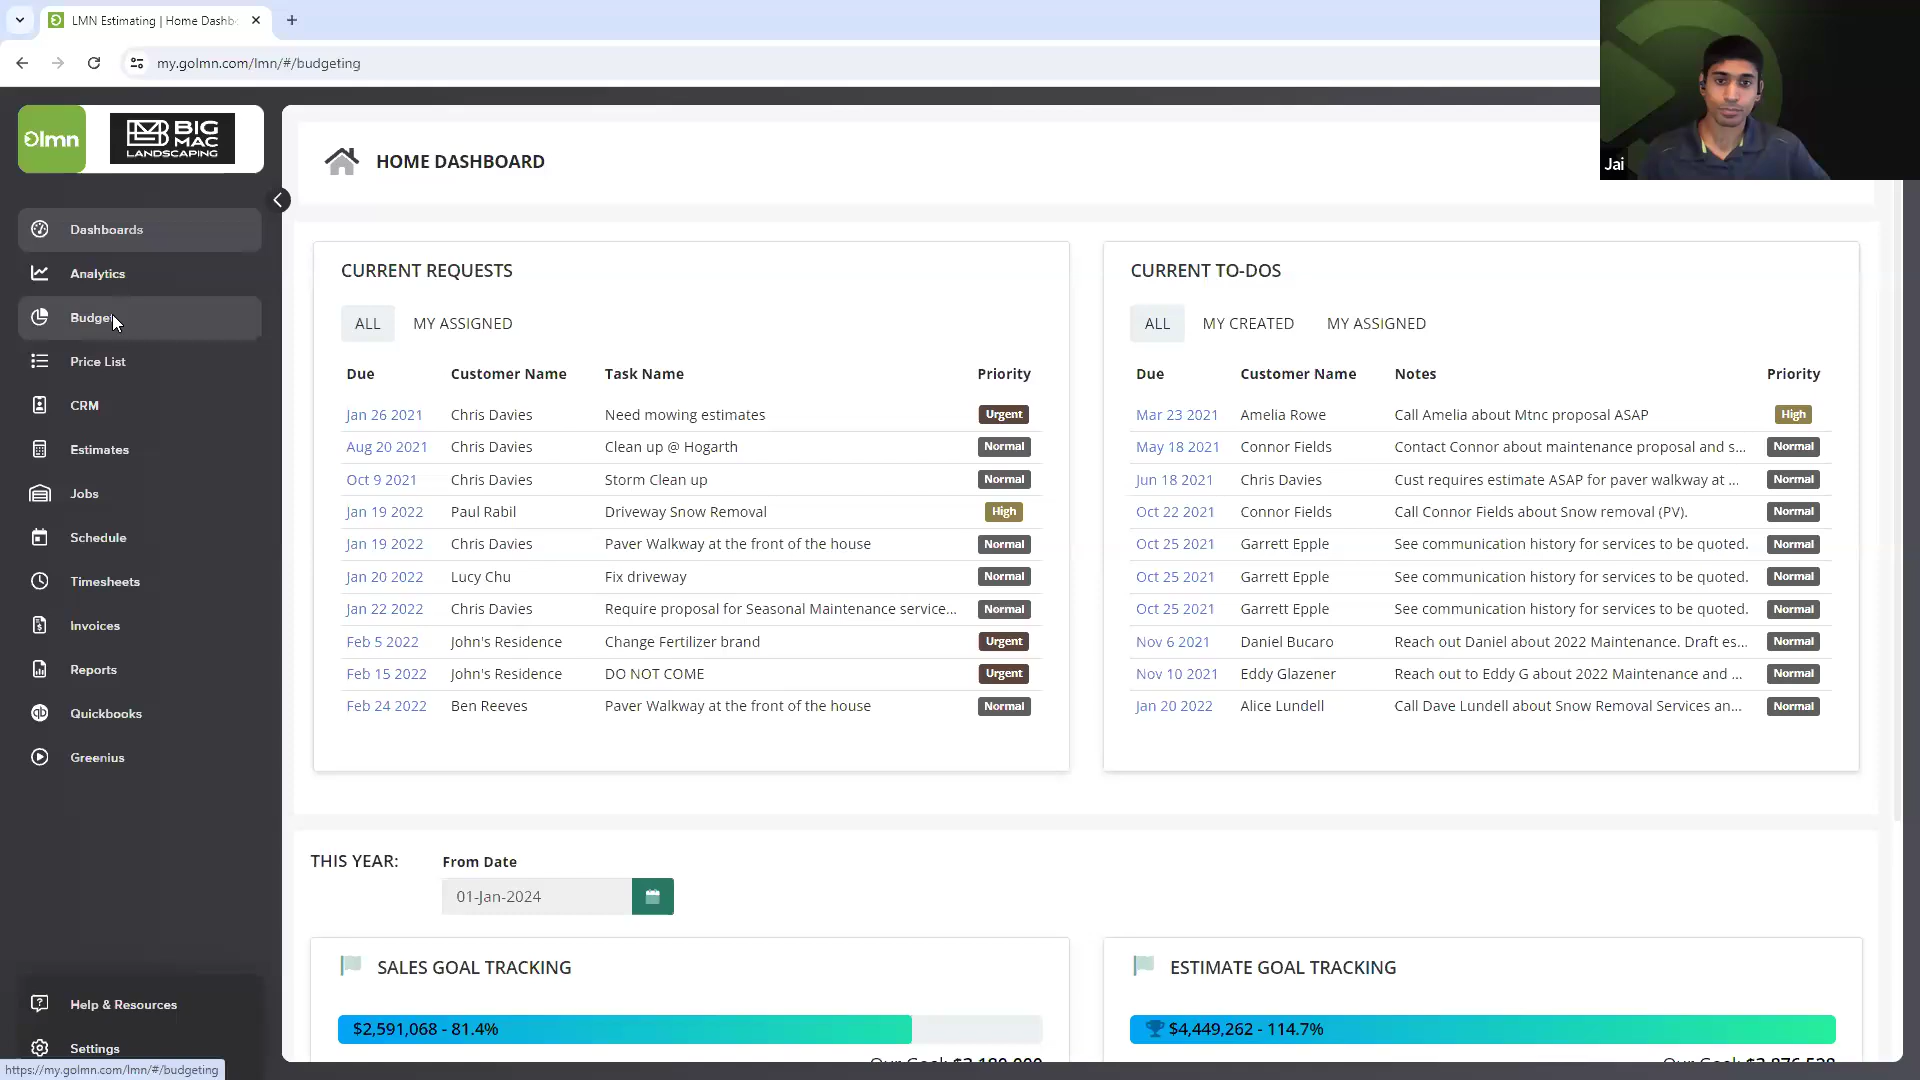 LMN Estimating | Home Dashb
my.golmn.com/lmn/#/budgeting
Jai
lmn
BIG
MAC
LANDSCAPING
HOME DASHBOARD
Dashboards
Analytics
Budget
Price List
CRM
Estimates
Jobs
Schedule
Timesheets
Invoices
Reports
Quickbooks
Greenius
Help & Resources
Settings
https://my.golmn.com/lmn/#/budgeting
CURRENT REQUESTS
ALL MY ASSIGNED
Due Customer Name Task Name Priority
Jan 26 2021 Chris Davies Need mowing estimates Urgent
Aug 20 2021 Chris Davies Clean up @ Hogarth Normal
Oct 9 2021 Chris Davies Storm Clean up Normal
Jan 19 2022 Paul Rabil Driveway Snow Removal High
Jan 19 2022 Chris Davies Paver Walkway at the front of the house Normal
Jan 20 2022 Lucy Chu Fix driveway Normal
Jan 22 2022 Chris Davies Require proposal for Seasonal Maintenance service... Normal
Feb 5 2022 John's Residence Change Fertilizer brand Urgent
Feb 15 2022 John's Residence DO NOT COME Urgent
Feb 24 2022 Ben Reeves Paver Walkway at the front of the house Normal
CURRENT TO-DOS
ALL MY CREATED MY ASSIGNED
Due Customer Name Notes Priority
Mar 23 2021 Amelia Rowe Call Amelia about Mtnc proposal ASAP High
May 18 2021 Connor Fields Contact Connor about maintenance proposal and s... Normal
Jun 18 2021 Chris Davies Cust requires estimate ASAP for paver walkway at ... Normal
Oct 22 2021 Connor Fields Call Connor Fields about Snow removal (PV). Normal
Oct 25 2021 Garrett Epple See communication history for services to be quoted. Normal
Oct 25 2021 Garrett Epple See communication history for services to be quoted. Normal
Oct 25 2021 Garrett Epple See communication history for services to be quoted. Normal
Nov 6 2021 Daniel Bucaro Reach out Daniel about 2022 Maintenance. Draft es... Normal
Nov 10 2021 Eddy Glazener Reach out to Eddy G about 2022 Maintenance and ... Normal
Jan 20 2022 Alice Lundell Call Dave Lundell about Snow Removal Services an... Normal
THIS YEAR: From Date
01-Jan-2024
SALES GOAL TRACKING
$2,591,068 - 81.4%
ESTIMATE GOAL TRACKING
$4,449,262 - 114.7%